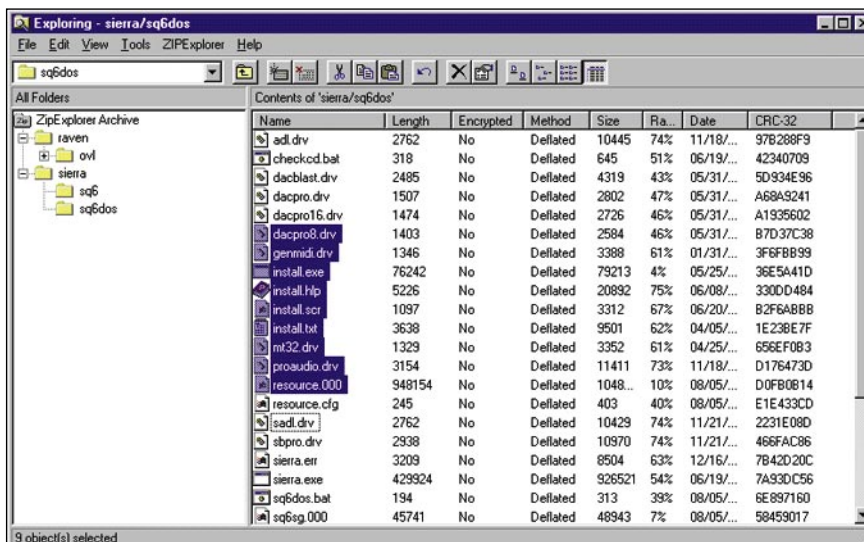 Exploring - sierra/sq6dos
File Edit View Tools ZIPExplorer Help
sq6dos
All Folders
Contents of 'sierra/sq6dos'
ZipExplorer Archive
raven
ovl
sierra
sq6
sq6dos
Name Length Encrypted Method Size Ra... Date CRC-32
adl.drv 2762 No Deflated 10445 74% 11/18/... 97B288F9
checkcd.bat 318 No Deflated 645 51% 06/19/... 42340709
dacblast.drv 2485 No Deflated 4319 43% 05/31/... 5D934E96
dacpro.drv 1507 No Deflated 2802 47% 05/31/... A68A9241
dacpro16.drv 1474 No Deflated 2726 46% 05/31/... A1935602
dacpro8.drv 1403 No Deflated 2584 46% 05/31/... B7D37C38
genmidi.drv 1346 No Deflated 3388 61% 01/31/... 3F6FBB99
install.exe 76242 No Deflated 79213 4% 05/25/... 36E5A41D
install.hlp 5226 No Deflated 20892 75% 06/08/... 330DD484
install.scr 1097 No Deflated 3312 67% 06/20/... B2F6ABBB
install.txt 3638 No Deflated 9501 62% 04/05/... 1E23BE7F
mt32.drv 1329 No Deflated 3352 61% 04/25/... 656EF0B3
proaudio.drv 3154 No Deflated 11411 73% 11/18/... D176473D
resource.000 948154 No Deflated 1048... 10% 08/05/... D0FB0B14
resource.cfg 245 No Deflated 403 40% 08/05/... E1E433CD
sadl.drv 2762 No Deflated 10429 74% 11/21/... 2231E08D
sbpro.drv 2938 No Deflated 10970 74% 11/21/... 466FAC86
sierra.err 3209 No Deflated 8504 63% 12/16/... 7B42D20C
sierra.exe 429924 No Deflated 926521 54% 06/19/... 7A93DC56
sq6dos.bat 194 No Deflated 313 39% 08/05/... 6E897160
sq6sg.000 45741 No Deflated 48943 7% 08/05/... 58459017
9 object(s) selected